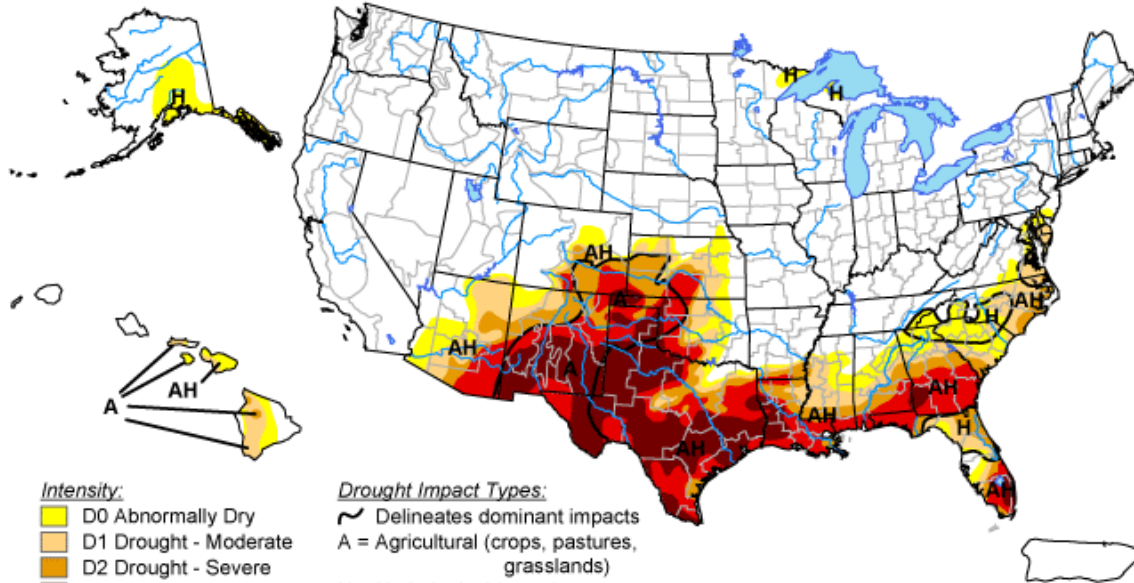 H
H
H
AH
A
AH
A
AH
AH
AH
H
AH
AH
H
A
AH
A
Intensity:
D0 Abnormally Dry
D1 Drought - Moderate
D2 Drought - Severe
Drought Impact Types:
Delineates dominant impacts
A = Agricultural (crops, pastures,
grasslands)